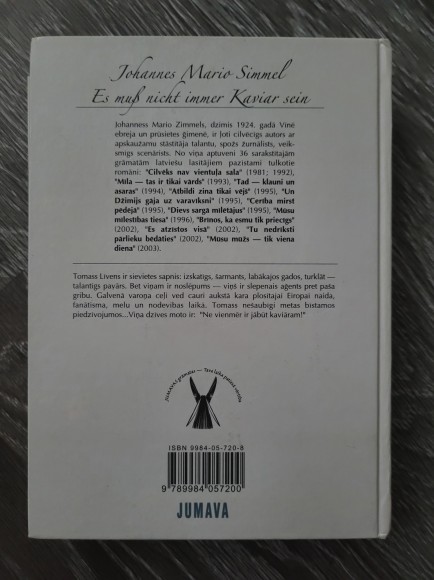 Johannes Mario Simmel
Es muß nicht immer Kaviar sein
Johanness Mario Zimmels, dzimis 1924. gadā Vīnē
ebreja un prūsietes ģimenē, ir ļoti cilvēcīgs autors ar
apskaužamu stāstītāja talantu, spožs žurnālists, veik-
smīgs scenārists. No viņa aptuveni 36 sarakstītajām
grāmatām latviešu lasītājiem pazīstami tulkotie
romāni: "Cilvēks nav vientuļa sala" (1981; 1992),
"Mīla — tas ir tikai vārds" (1993), "Tad — klauni un
asaras" (1994), "Atbildi zina tikai vējš" (1995), "Un
Džimijs gāja uz varavīksni" (1995), "Cerība mirst
pēdējā" (1995), "Dievs sargā mīlētājus" (1995), "Mūsu
mīlestības tiesa" (1996), "Brīnos, ka esmu tik priecīgs"
(2002), "Es atzīstos visā" (2002), "Tu nedrīksti
pārlieku bēdāties" (2002), "Mūsu mūžs — tik viena
diena" (2003).
Tomass Līvens ir sievietes sapnis: izskatīgs, šarmants, labākajos gados, turklāt —
talantīgs pavārs. Bet viņam ir noslēpums — viņš ir slepenais aģents pret paša
gribu. Galvenā varoņa ceļi ved cauri aukstā kara plosītajai Eiropai naida,
fanātisma, melu un nodevības laikā. Tomass nešaubīgi metas bīstamos
piedzīvojumos...Viņa dzīves moto ir: "Ne vienmēr ir jābūt kaviāram!"
ISBN 9984-05-720-8
9 789984 057200
JUMAVA